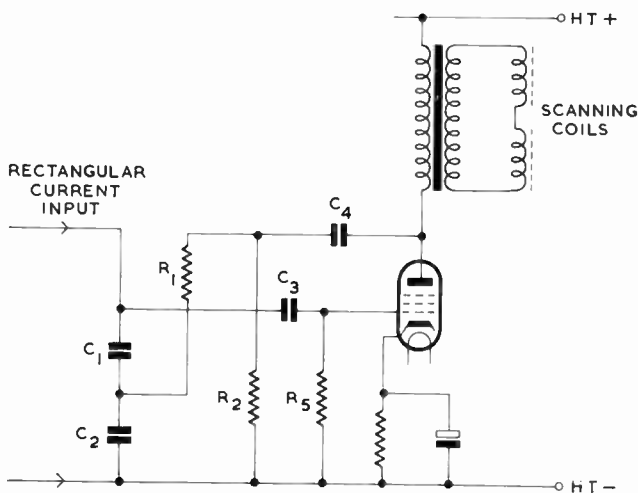 HT+
SCANNING
COILS
RECTANGULAR
CURRENT
INPUT
C4
R1
C3
C1
R2
R5
C2
HT-